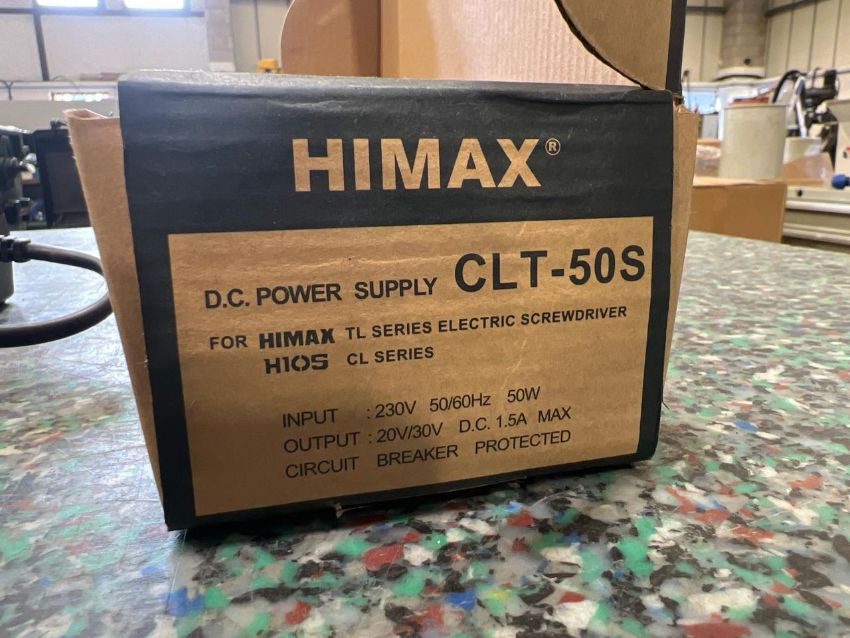 HIMAX®
D.C. POWER SUPPLY CLT-50S
FOR HIMAX TL SERIES ELECTRIC SCREWDRIVER
H10S CL SERIES
INPUT : 230V 50/60Hz 50W
OUTPUT : 20V/30V D.C. 1.5A MAX
CIRCUIT BREAKER PROTECTED